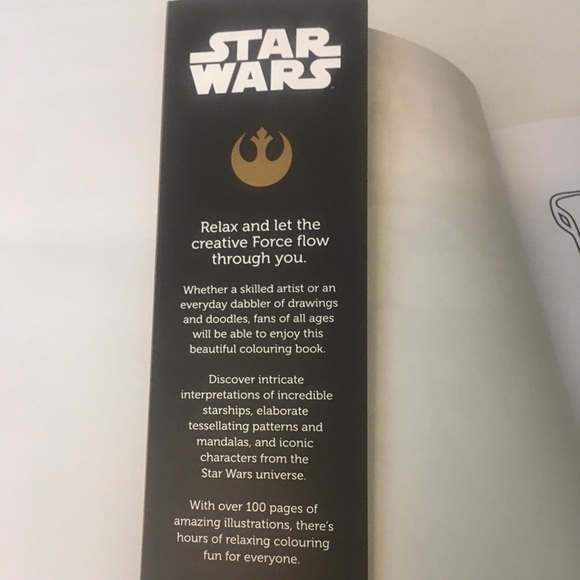 STAR
WARS
Relax and let the
creative Force flow
through you.
Whether a skilled artist or an
everyday dabbler of drawings
and doodles, fans of all ages
will be able to enjoy this
beautiful colouring book.
Discover intricate
interpretations of incredible
starships, elaborate
tessellating patterns and
mandalas, and iconic
characters from the
Star Wars universe.
With over 100 pages of
amazing illustrations, there's
hours of relaxing colouring
fun for everyone.